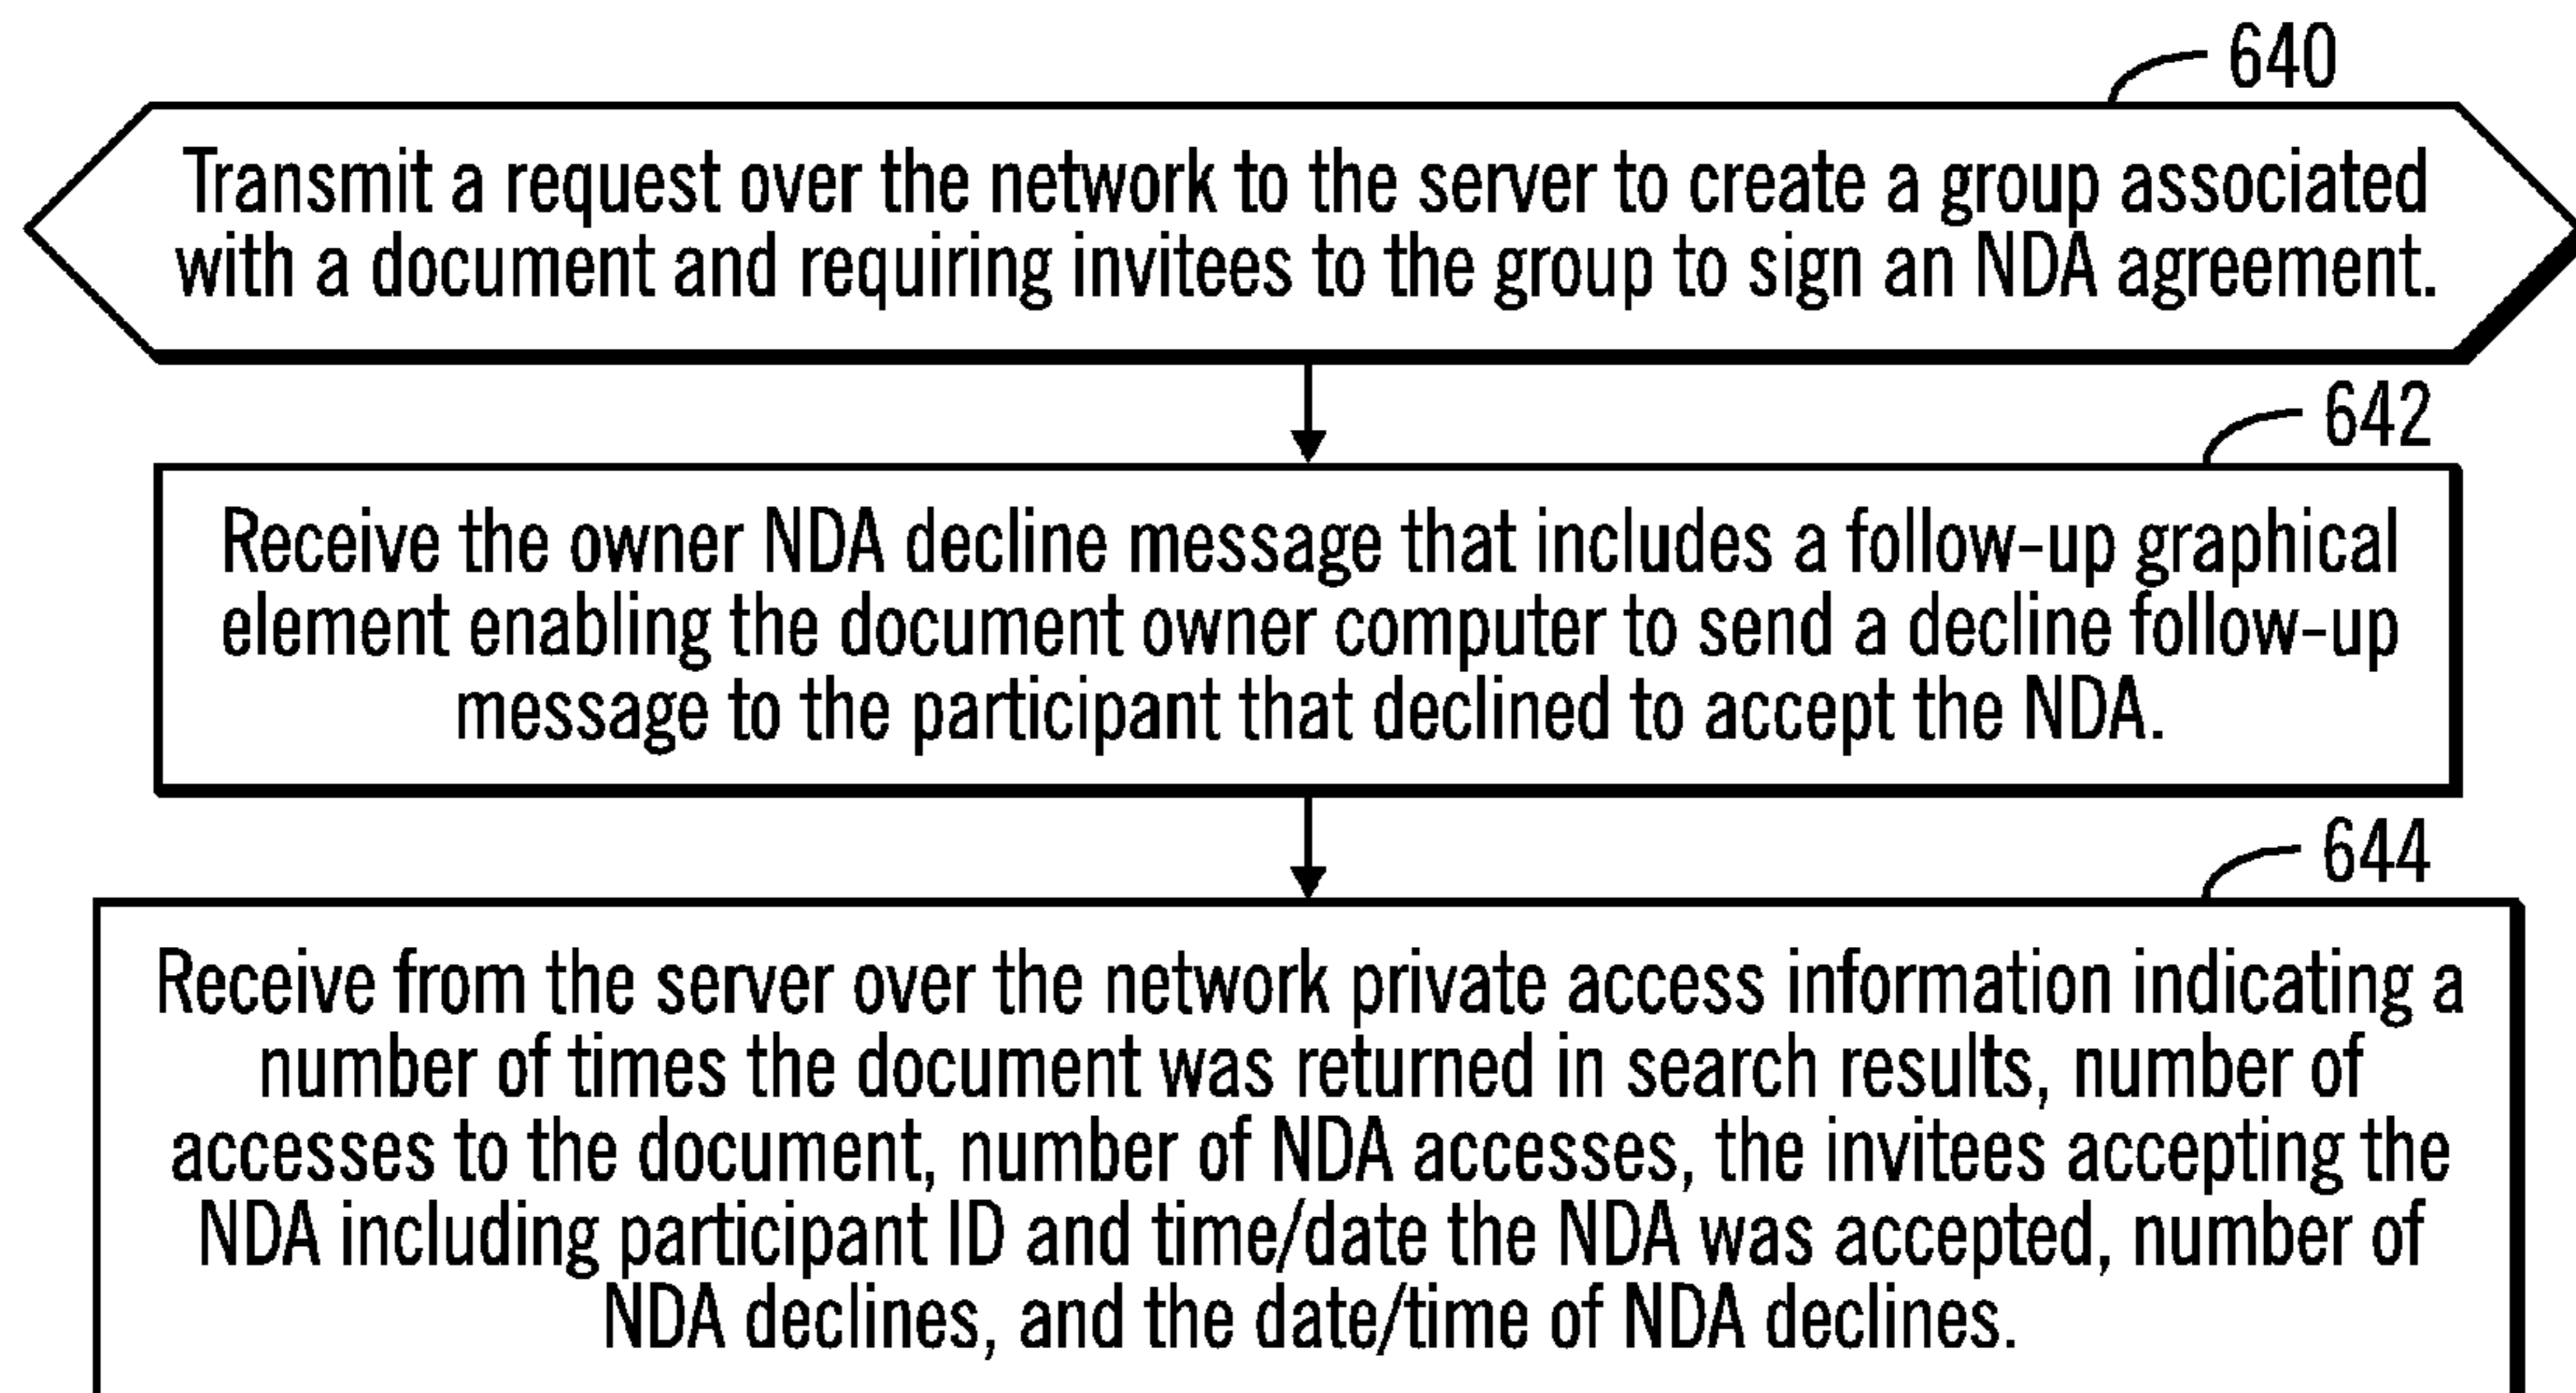 640
Transmit a request over the network to the server to create a group associated
with a document and requiring invitees to the group to sign an NDA agreement.
642
Receive the owner NDA decline message that includes a follow-up graphical
element enabling the document owner computer to send a decline follow-up
message to the participant that declined to accept the NDA.
644
Receive from the server over the network private access information indicating a
number of times the document was returned in search results, number of
accesses to the document, number of NDA accesses, the invitees accepting the
NDA including participant ID and time/date the NDA was accepted, number of
NDA declines, and the date/time of NDA declines.